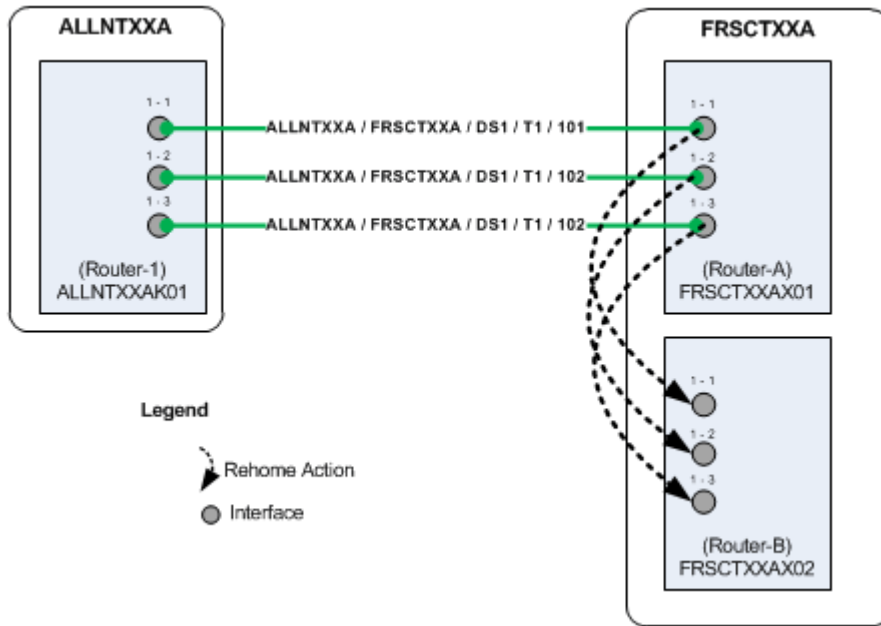 ALLNTXXA
1 - 1
1 - 2
1 - 3
(Router-1)
ALLNTXXAK01
ALLNTXXA / FRSCTXXA / DS1 / T1 / 101
ALLNTXXA / FRSCTXXA / DS1 / T1 / 102
ALLNTXXA / FRSCTXXA / DS1 / T1 / 102
FRSCTXXA
1 - 1
1 - 2
1 - 3
(Router-A)
FRSCTXXAX01
1 - 1
1 - 2
1 - 3
(Router-B)
FRSCTXXAX02
Legend
Rehome Action
Interface